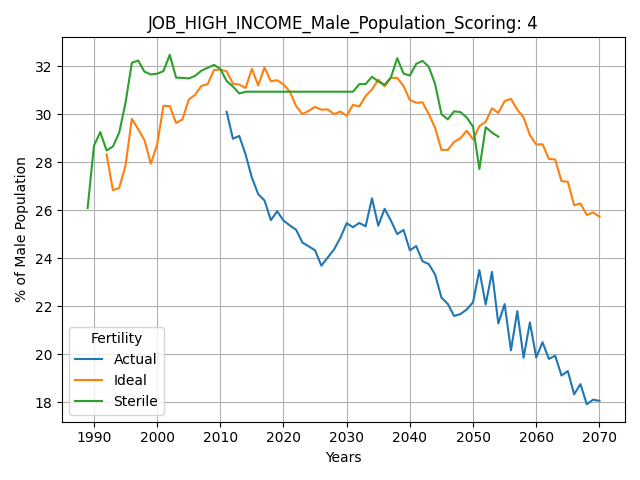 JOB_HIGH_INCOME_Male_Population_Scoring: 4
% of Male Population
32
30
28
26
24
22
20
18
Fertility
Actual
Ideal
Sterile
1990 2000 2010 2020 2030 2040 2050 2060 2070
Years